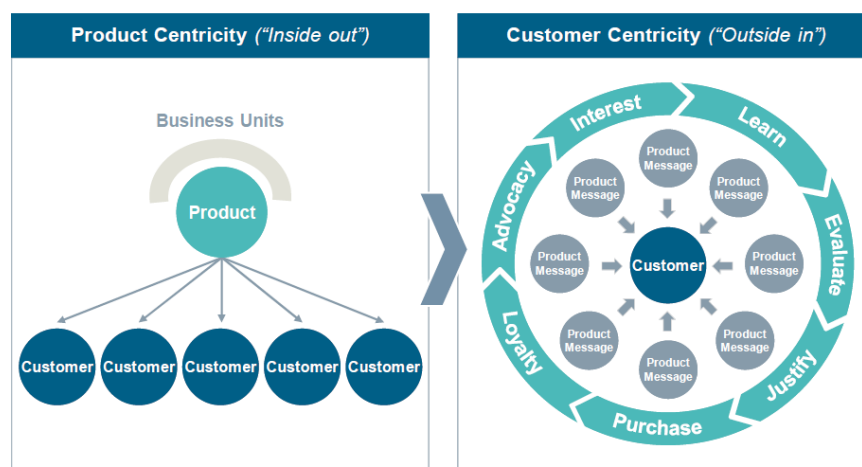 Product Centricity (“Inside out”)
Business Units
Product
Customer
Customer
Customer
Customer
Customer
Customer Centricity (“Outside in”)
Interest
Learn
Evaluate
Justify
Purchase
Loyalty
Advocacy
Product
Message
Product
Message
Product
Message
Product
Message
Product
Message
Product
Message
Product
Message
Product
Message
Customer